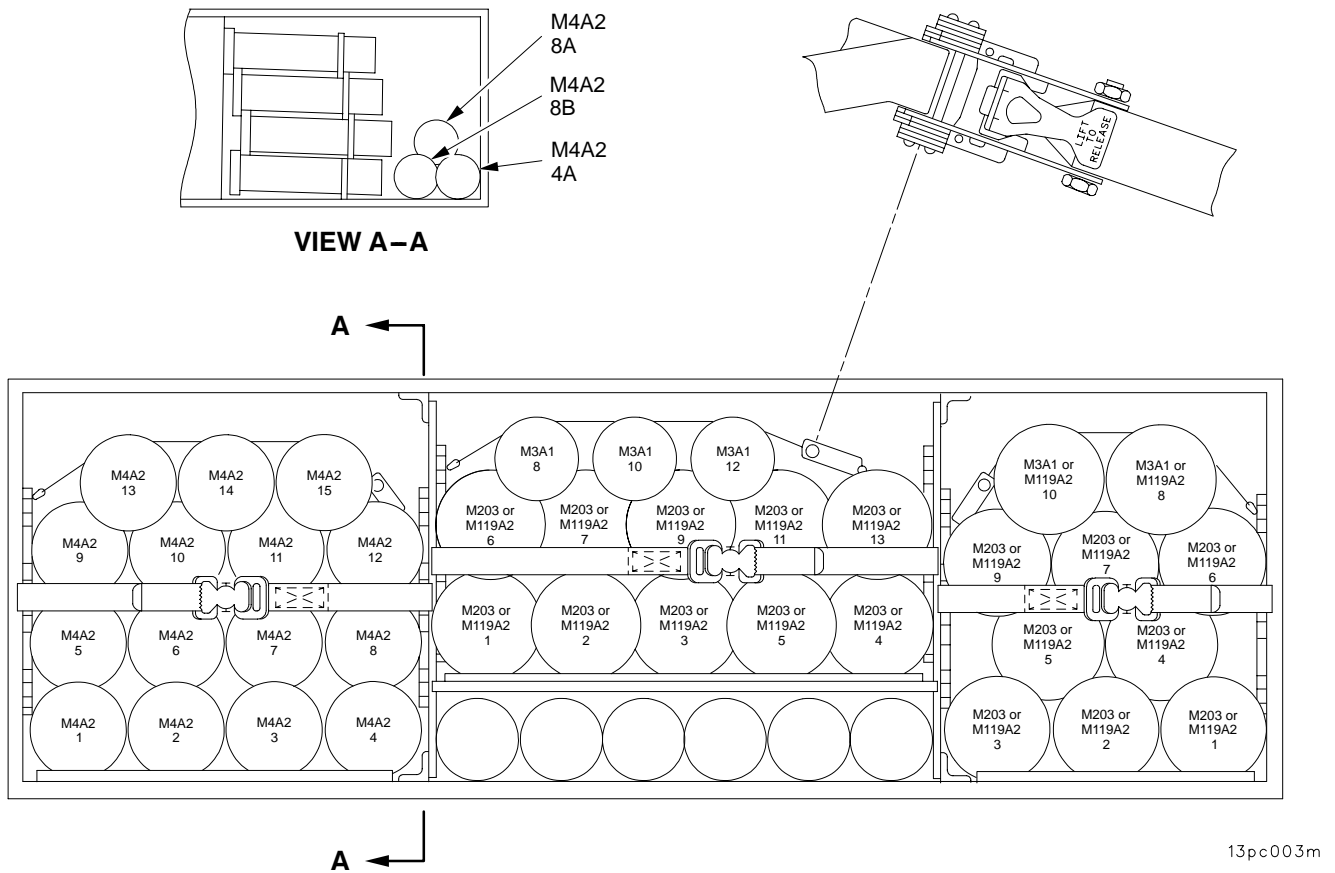 M4A2
8A
M4A2
8B
M4A2
4A
VIEW A–A
LIFT
TO
RELEASE
A
M4A2
13
M4A2
14
M4A2
15
M4A2
9
M4A2
10
M4A2
11
M4A2
12
M4A2
5
M4A2
6
M4A2
7
M4A2
8
M4A2
1
M4A2
2
M4A2
3
M4A2
4
M3A1
8
M3A1
10
M3A1
12
M203 or
M119A2
6
M203 or
M119A2
7
M203 or
M119A2
9
M203 or
M119A2
11
M203 or
M119A2
13
M203 or
M119A2
1
M203 or
M119A2
2
M203 or
M119A2
3
M203 or
M119A2
5
M203 or
M119A2
4
M3A1 or
M119A2
10
M3A1 or
M119A2
8
M203 or
M119A2
9
M203 or
M119A2
7
M203 or
M119A2
6
M203 or
M119A2
5
M203 or
M119A2
4
M203 or
M119A2
3
M203 or
M119A2
2
M203 or
M119A2
1
A
13pc003m